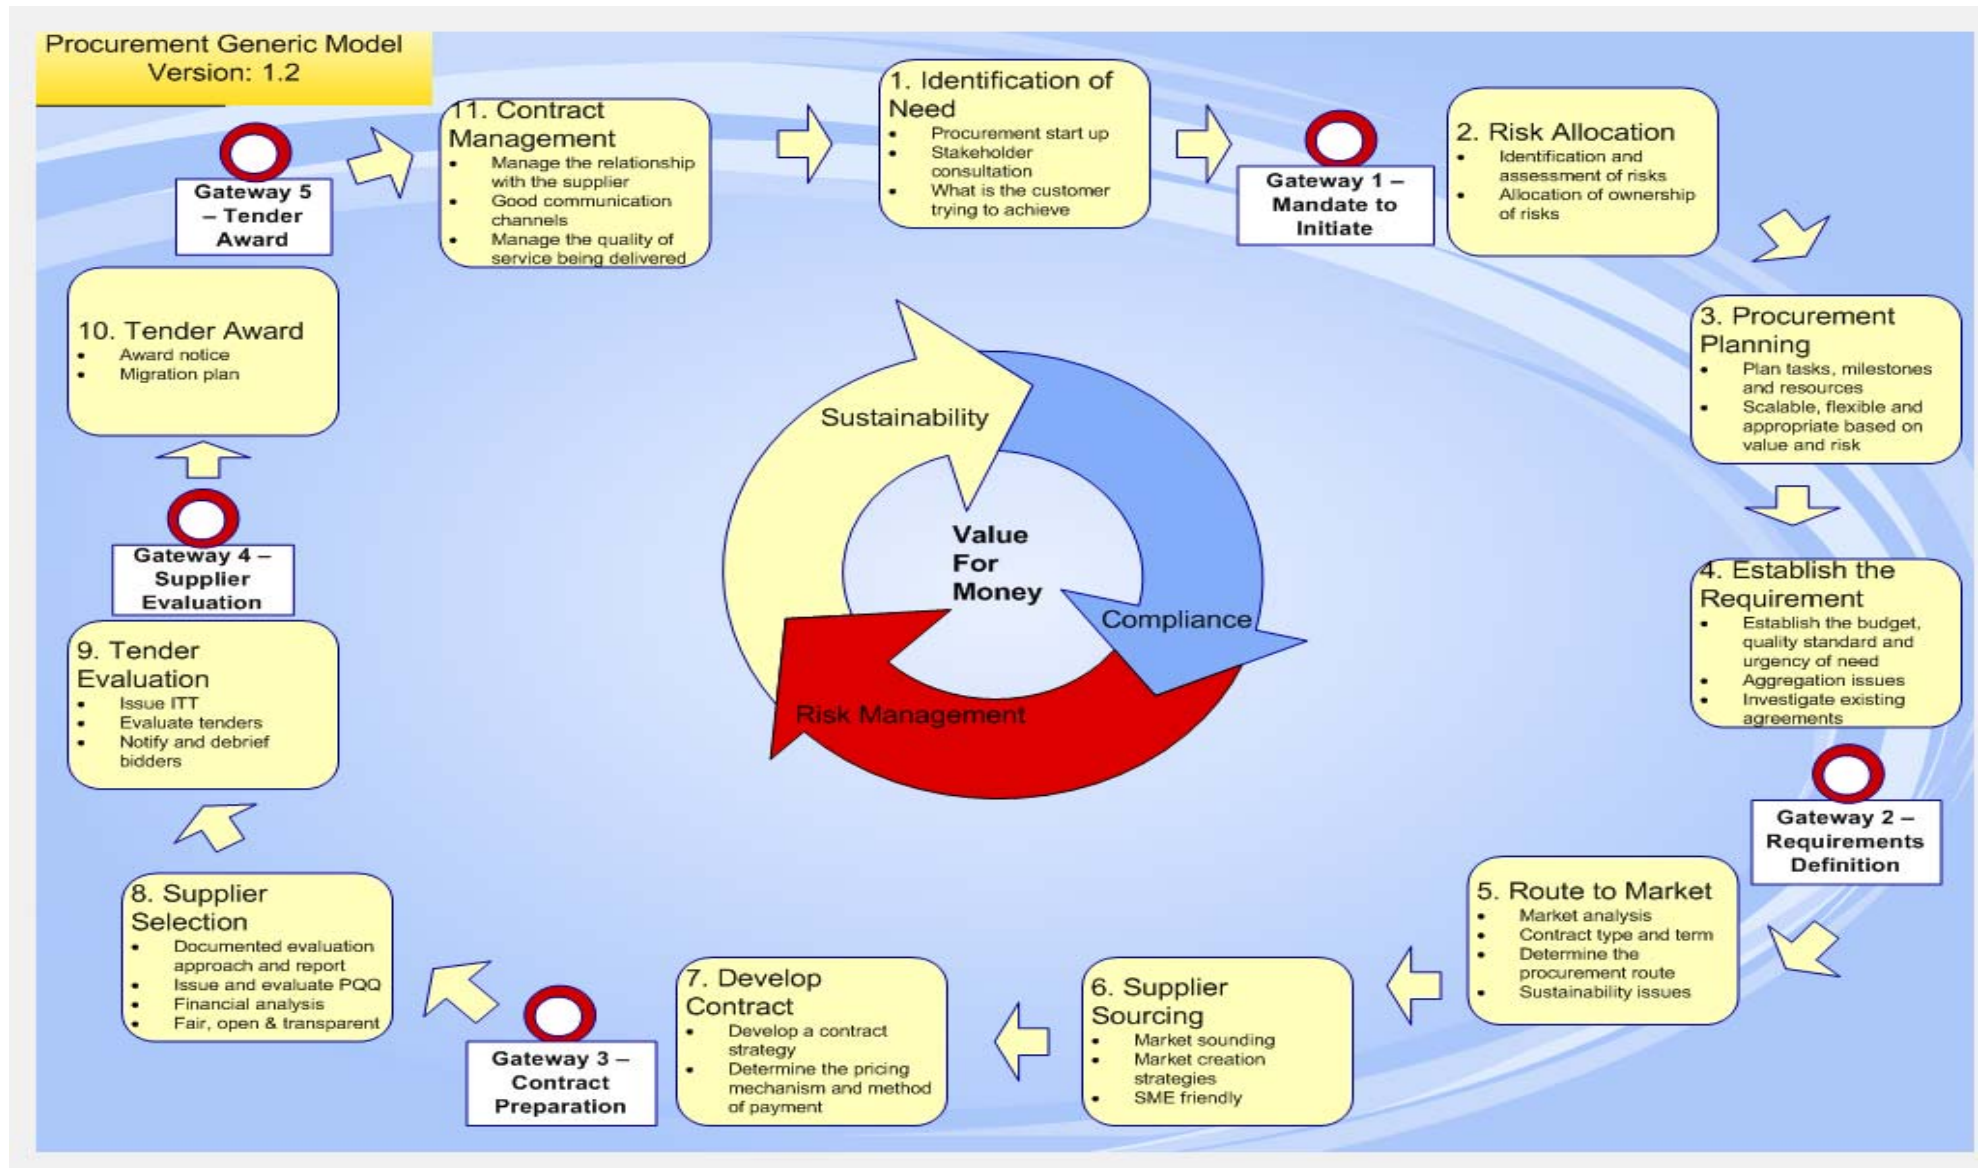 Procurement Generic Model
Version: 1.2
1. Identification of
Need
• Procurement start up
• Stakeholder
consultation
• What is the customer
trying to achieve
Gateway 1 –
Mandate to
Initiate
2. Risk Allocation
• Identification and
assessment of risks
• Allocation of ownership
of risks
3. Procurement
Planning
• Plan tasks, milestones
and resources
• Scalable, flexible and
appropriate based on
value and risk
4. Establish the
Requirement
• Establish the budget,
quality standard and
urgency of need
• Aggregation issues
• Investigate existing
agreements
Gateway 2 –
Requirements
Definition
5. Route to Market
• Market analysis
• Contract type and term
• Determine the
procurement route
• Sustainability issues
6. Supplier
Sourcing
• Market sounding
• Market creation
strategies
• SME friendly
7. Develop
Contract
• Develop a contract
strategy
• Determine the pricing
mechanism and method
of payment
Gateway 3 –
Contract
Preparation
8. Supplier
Selection
• Documented evaluation
approach and report
• Issue and evaluate PQQ
• Financial analysis
• Fair, open & transparent
9. Tender
Evaluation
• Issue ITT
• Evaluate tenders
• Notify and debrief
bidders
Gateway 4 –
Supplier
Evaluation
10. Tender Award
• Award notice
• Migration plan
Gateway 5
– Tender
Award
11. Contract
Management
• Manage the relationship
with the supplier
• Good communication
channels
• Manage the quality of
service being delivered
Sustainability
Value
For
Money
Compliance
Risk Management